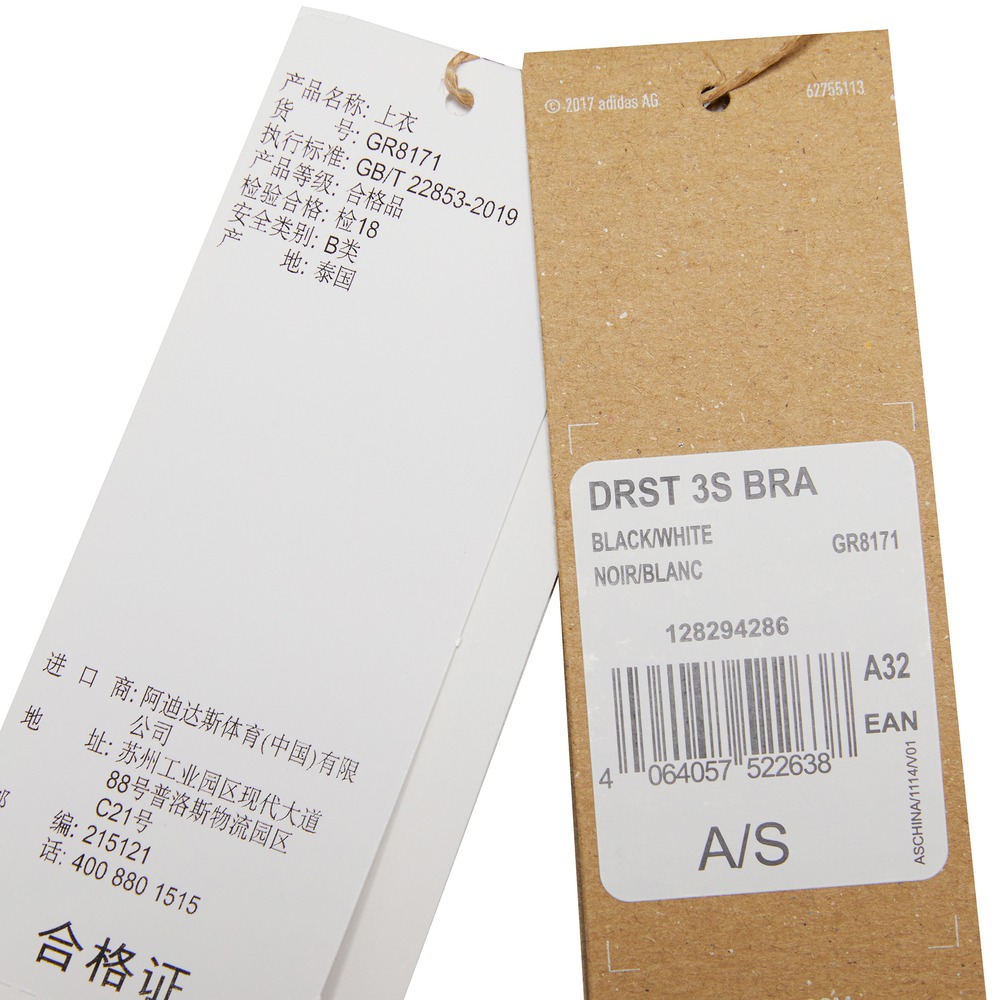 产品名称: 上衣
货 号: GR8171
执行标准: GB/T 22853-2019
产品等级: 合格品
检验合格: 检18
安全类别: B类
产 地: 泰国
进 口 商: 阿迪达斯体育(中国)有限
公司
地 址: 苏州工业园区现代大道
88号普洛斯物流园区
C21号
编: 215121
话: 400 880 1515
合格证
© 2017 adidas AG
62755113
DRST 3S BRA
BLACK/WHITE
GR8171
NOIR/BLANC
128294286
A32
EAN
4 064057 522638
A/S
ASCHINA/1114/V01